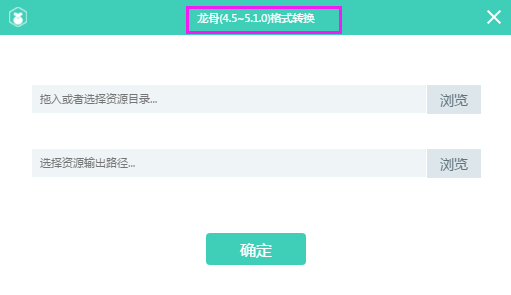 龙骨(4.5~5.1.0)格式转换
拖入或者选择资源目录...
浏览
选择资源输出路径...
浏览
确定